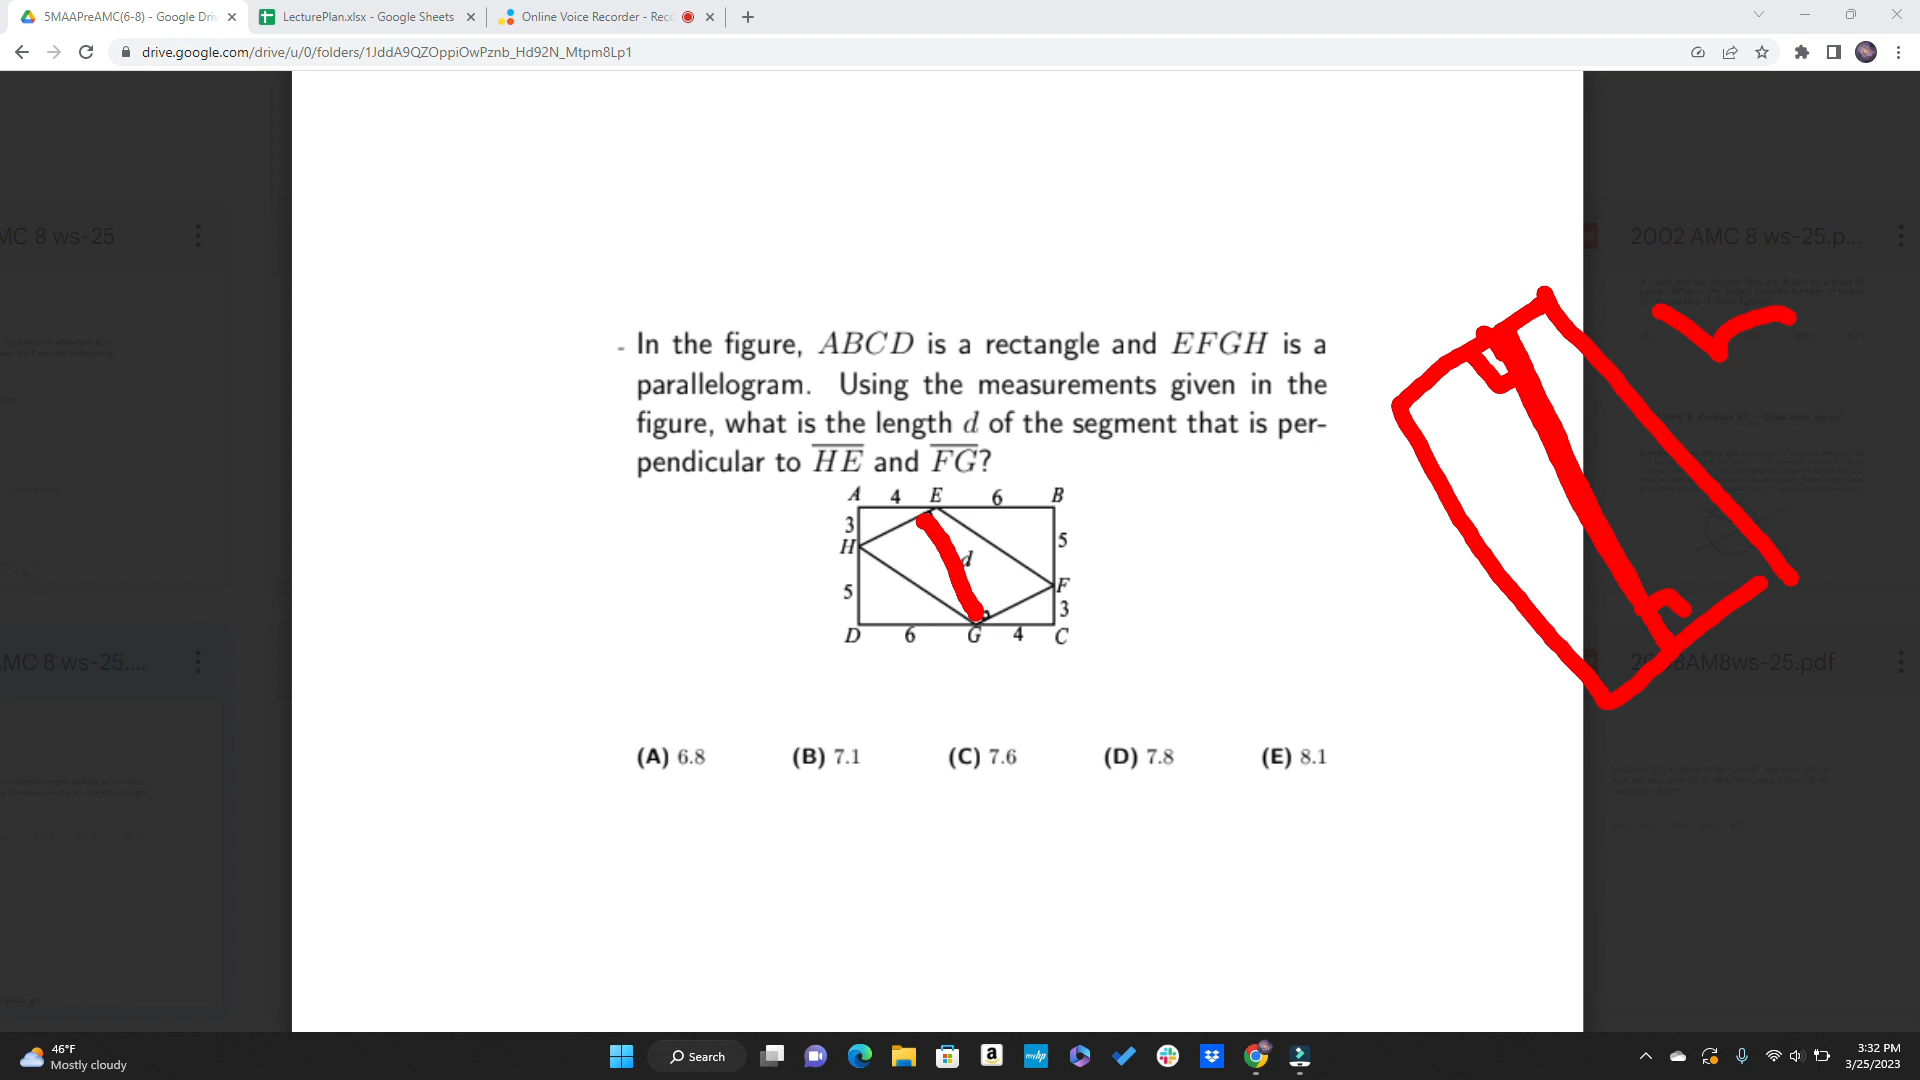 5MAAPreAMC(6-8) - Google Dri
LecturePlan.xlsx - Google Sheets
Online Voice Recorder - Reco
drive.google.com/drive/u/0/folders/1JddA9QZOppiOwPznb_Hd92N_Mtpm8Lp1
MC 8 ws-25
2002 AMC 8 ws-25.p...
- In the figure, ABCD is a rectangle and EFGH is a
parallelogram. Using the measurements given in the
figure, what is the length d of the segment that is per-
pendicular to HE and FG?
A 4 E 6 B
3
5
H
d
5
F
3
D 6 G 4 C
MC 8 ws-25....
AM8ws-25.pdf
(A) 6.8 (B) 7.1 (C) 7.6 (D) 7.8 (E) 8.1
46°F
Mostly cloudy
Search
a
myhp
3:32 PM
3/25/2023